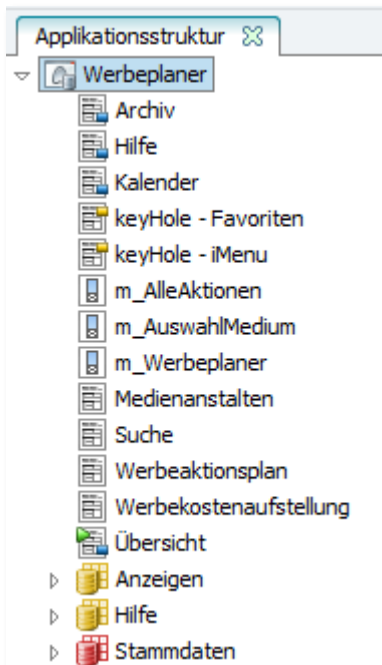 Applikationsstruktur
Werbeplaner
Archiv
Hilfe
Kalender
keyHole - Favoriten
keyHole - iMenu
m_AlleAktionen
m_AuswahlMedium
m_Werbeplaner
Medienanstalten
Suche
Werbeaktionsplan
Werbekostenaufstellung
Übersicht
Anzeigen
Hilfe
Stammdaten